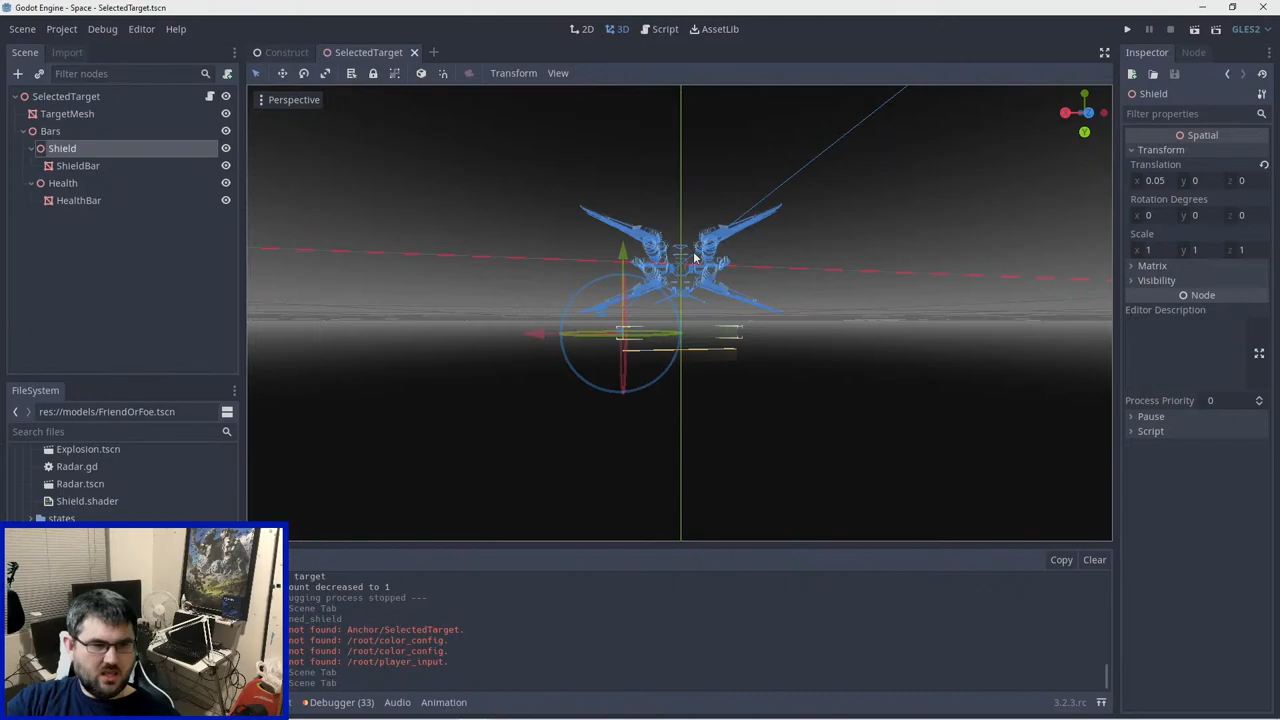 Godot Engine - Space - SelectedTarget.tscn
Scene Project Debug Editor Help
2D 3D Script AssetLib
GLES2
Scene Import
Construct SelectedTarget
Inspector Node
Filter nodes
Transform View
SelectedTarget
TargetMesh
Bars
Shield
ShieldBar
Health
HealthBar
Perspective
X
Z
Y
Shield
Filter properties
Spatial
Transform
Translation
x 0.05 y 0 z 0
Rotation Degrees
x 0 y 0 z 0
Scale
x 1 y 1 z 1
Matrix
Visibility
Node
Editor Description
Process Priority 0
Pause
Script
FileSystem
res://models/FriendOrFoe.tscn
Search files
Explosion.tscn
Radar.gd
Radar.tscn
Shield.shader
states
Copy Clear
target
ount decreased to 1
gging process stopped ---
Scene Tab
ned_shield
not found: Anchor/SelectedTarget.
not found: /root/color_config.
not found: /root/color_config.
not found: /root/player_input.
Scene Tab
Scene Tab
Debugger (33) Audio Animation
3.2.3.rc